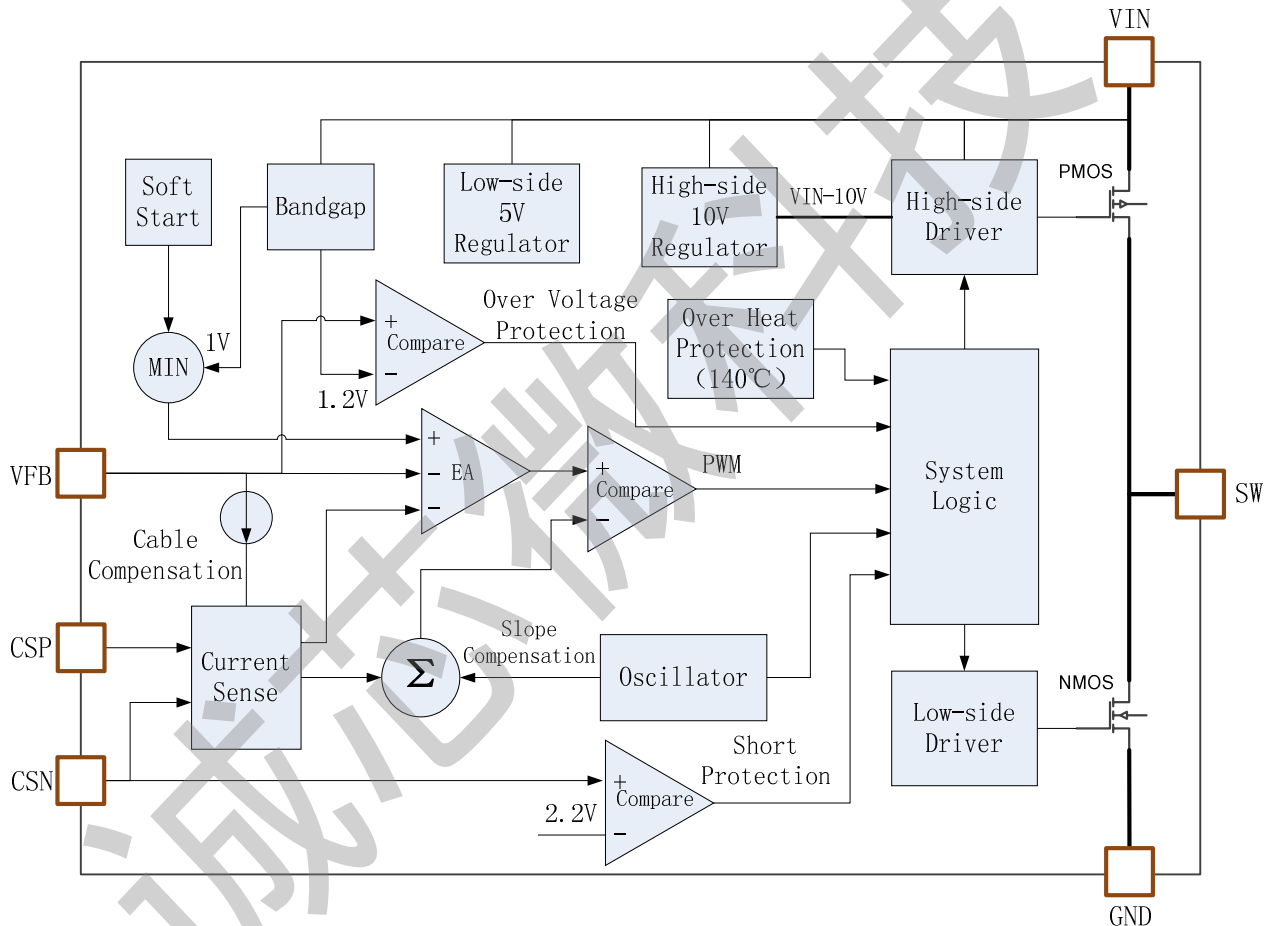 VIN
PMOS
Soft
Start
Bandgap
Low-side
5V
Regulator
High-side
10V
Regulator
VIN-10V
High-side
Driver
Over Voltage
Protection
Over Heat
Protection
（140℃）
MIN
1V
+
Compare
−
1.2V
VFB
+
−
EA
−
+
Compare
−
PWM
System
Logic
SW
Cable
Compensation
CSP
Current
Sense
Σ
Slope
Compensation
Oscillator
NMOS
Low-side
Driver
CSN
Short
Protection
+
Compare
−
2.2V
GND
诚芯微科技